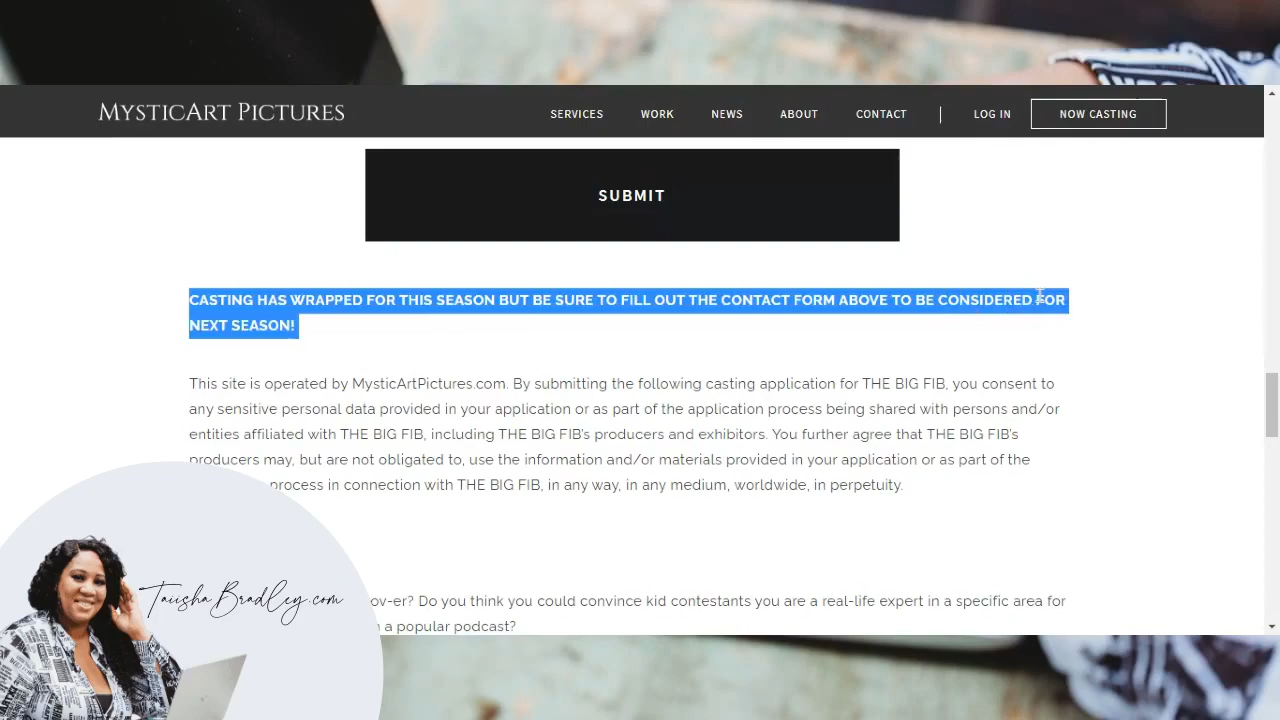 MysticArt Pictures
SERVICES WORK NEWS ABOUT CONTACT | LOG IN NOW CASTING
SUBMIT
CASTING HAS WRAPPED FOR THIS SEASON BUT BE SURE TO FILL OUT THE CONTACT FORM ABOVE TO BE CONSIDERED FOR
NEXT SEASON!
This site is operated by MysticArtPictures.com. By submitting the following casting application for THE BIG FIB, you consent to
any sensitive personal data provided in your application or as part of the application process being shared with persons and/or
entities affiliated with THE BIG FIB, including THE BIG FIB's producers and exhibitors. You further agree that THE BIG FIB's
producers may, but are not obligated to, use the information and/or materials provided in your application or as part of the
process in connection with THE BIG FIB, in any way, in any medium, worldwide, in perpetuity.
TaiishaBradley.com
ov-er? Do you think you could convince kid contestants you are a real-life expert in a specific area for
a popular podcast?